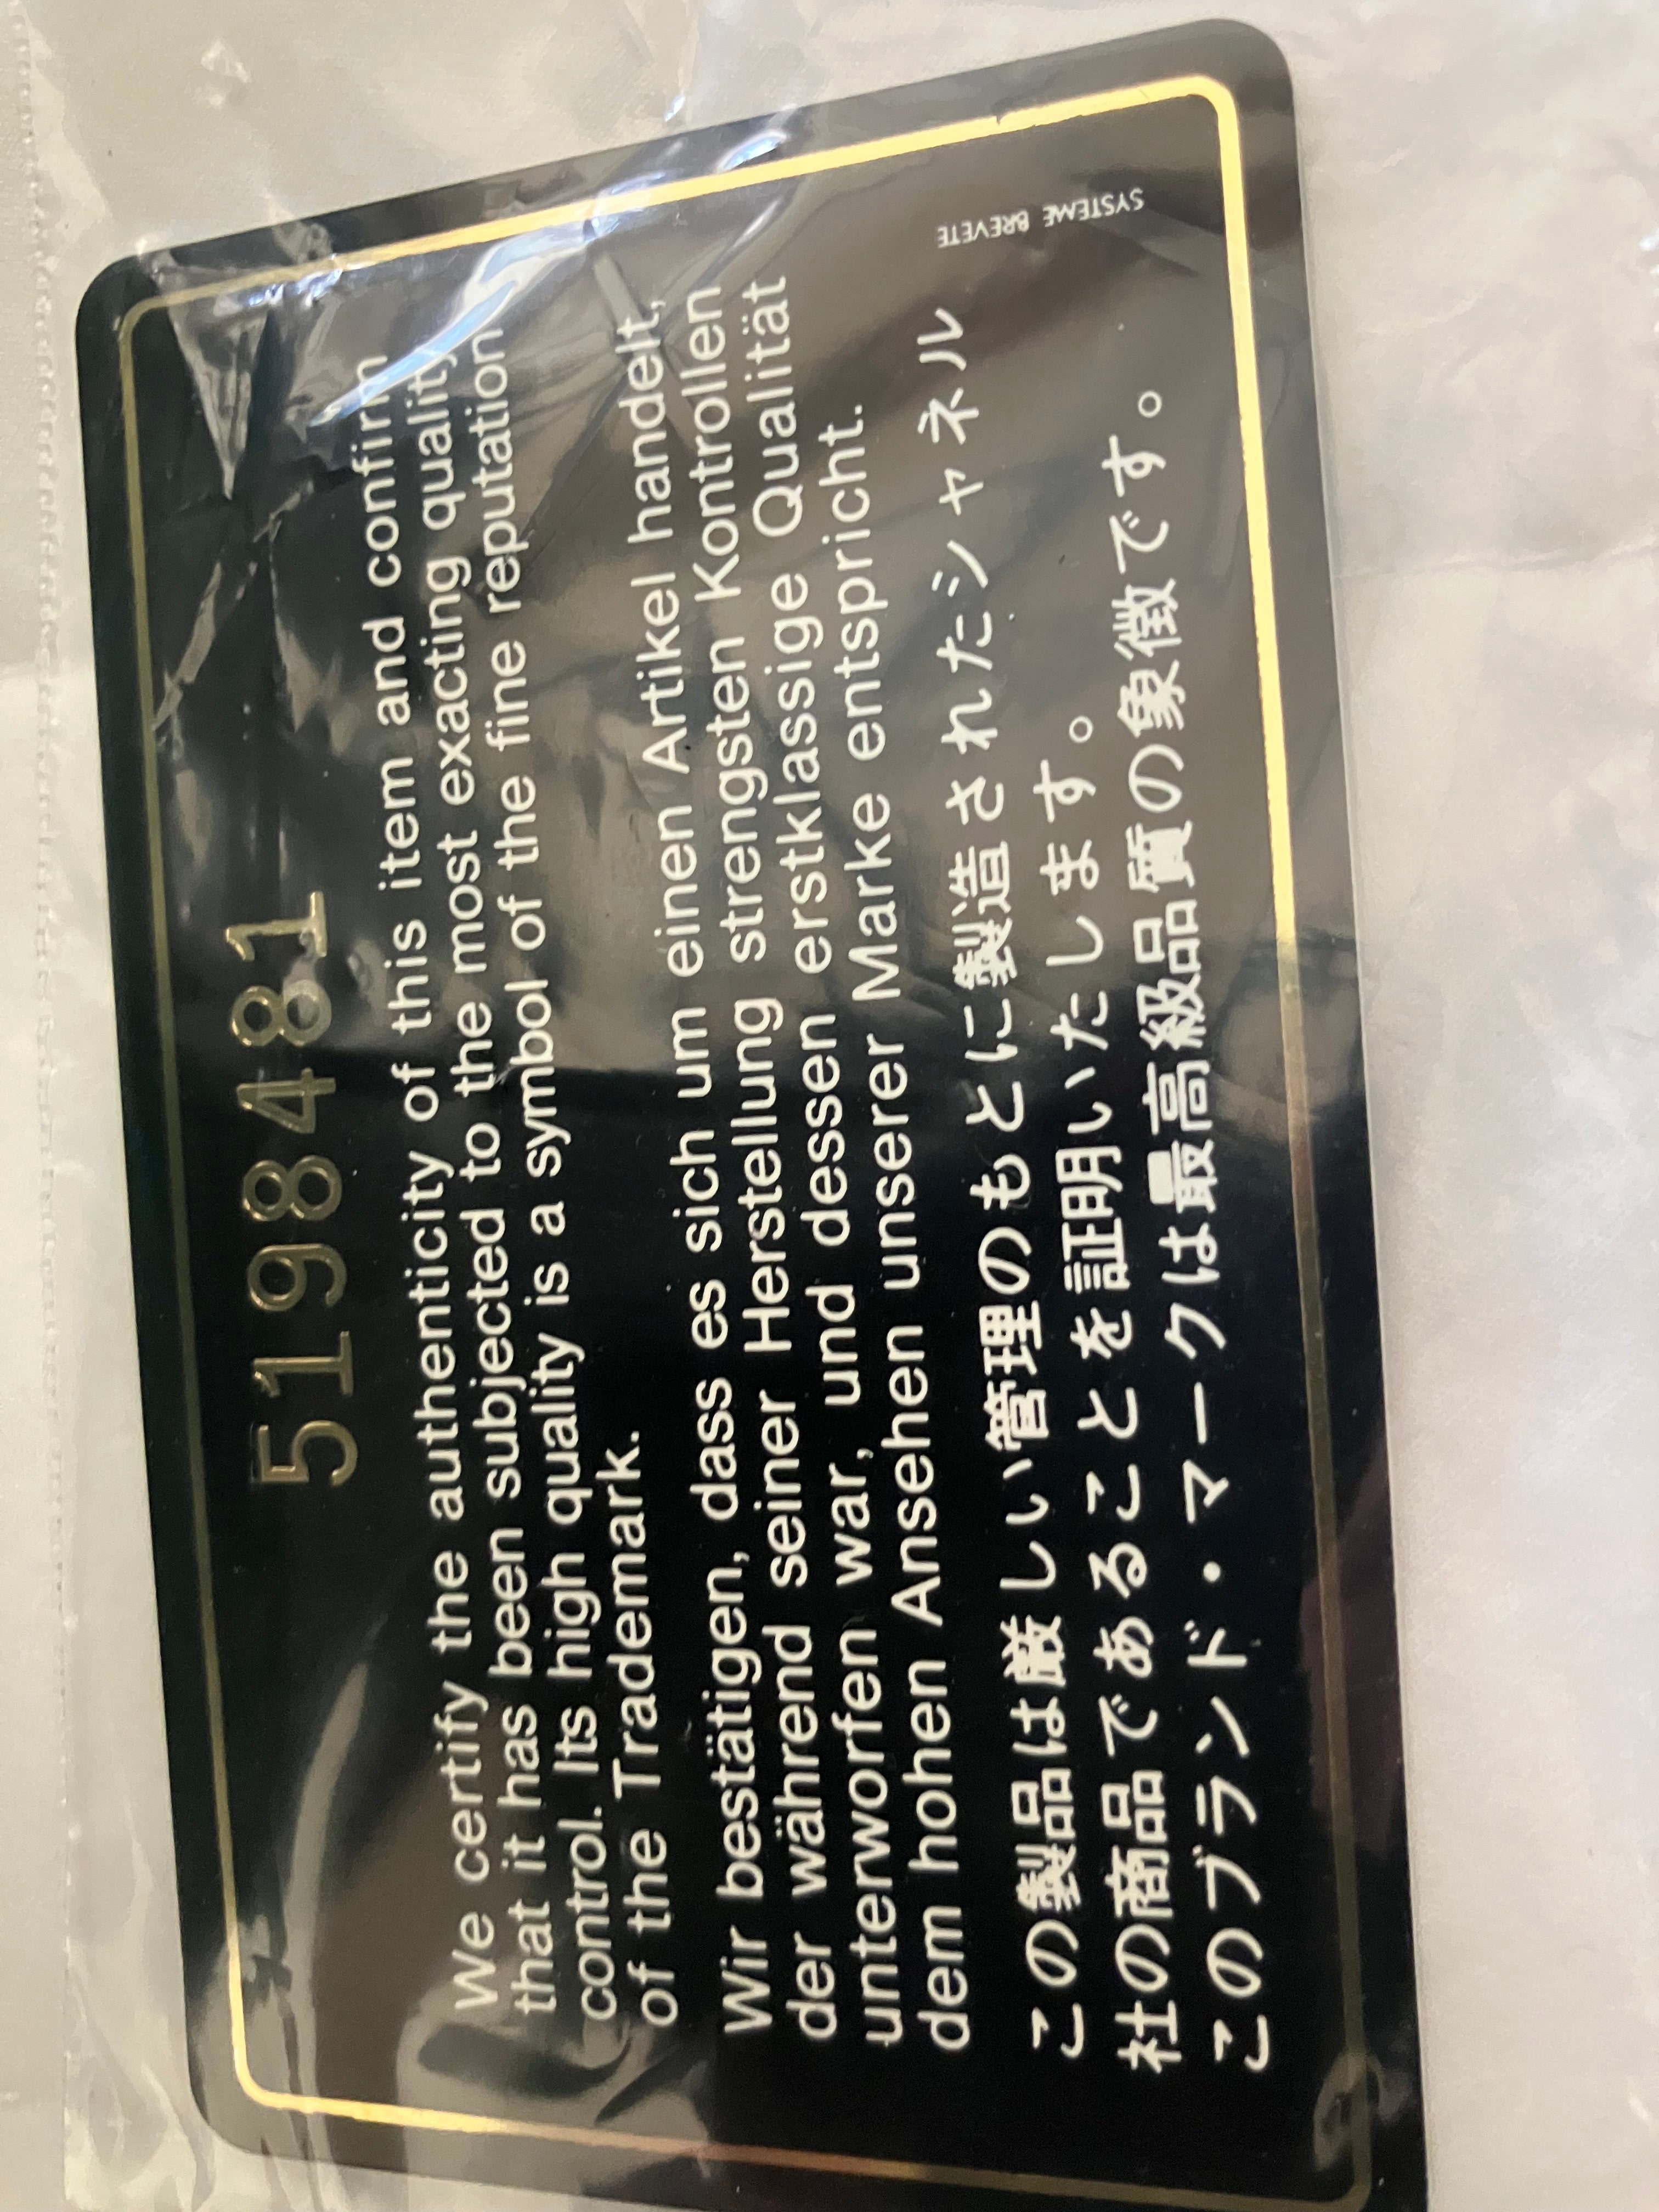 5198481
We certify the authenticity of this item and confirm
that it has been subjected to the most exacting quality
control. Its high quality is a symbol of the fine reputation
of the Trademark.
Wir bestätigen, dass es sich um einen Artikel handelt,
der während seiner Herstellung strengsten Kontrollen
unterworfen war, und dessen erstklassige Qualität
dem hohen Ansehen unserer Marke entspricht.
この製品は厳しい管理のもとに製造されたシャネル
社の商品であることを証明いたします。
このブランド・マークは最高級品質の象徴です。
SYSTEME BREVETE